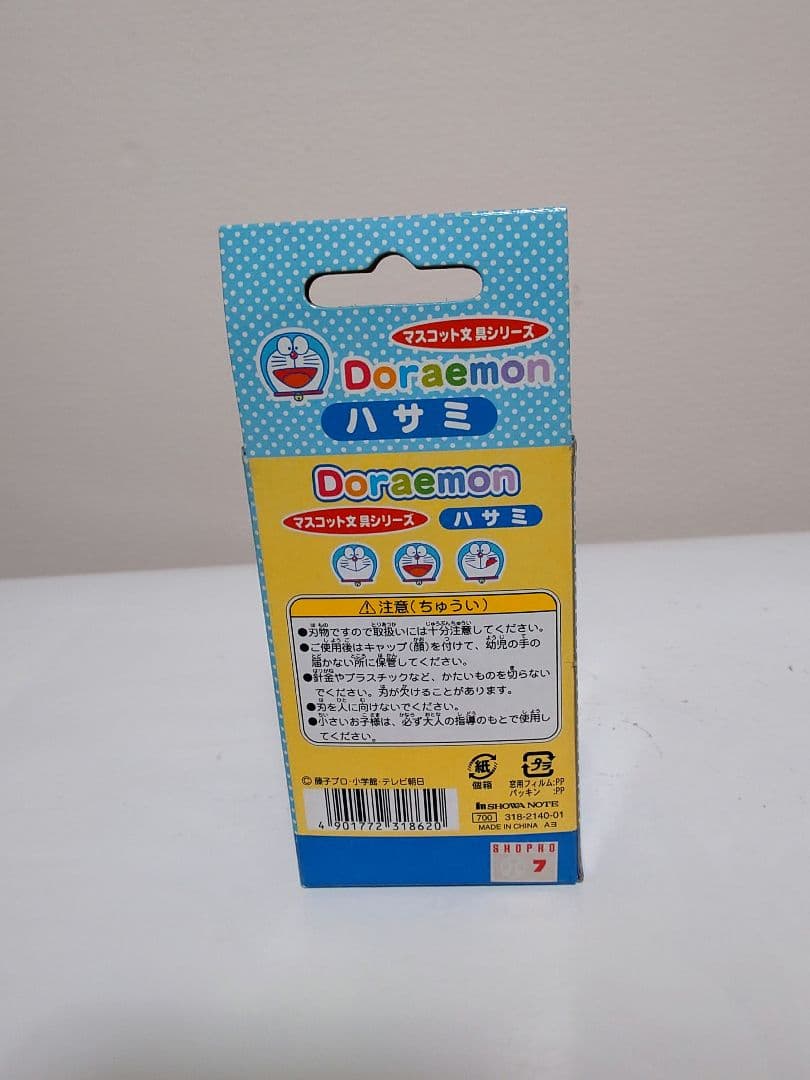 マスコット文具シリーズ
Doraemon
ハサミ
Doraemon
マスコット文具シリーズ ハサミ
⚠注意(ちゅうい)
●刃物ですので取扱いには十分注意してください。
●ご使用後はキャップ(顔)を付けて、幼児の手の
届かない所に保管してください。
●針金やプラスチックなど、かたいものを切らない
でください。刃が欠けることがあります。
●刃を人に向けないでください。
●小さいお子様は、必ず大人の指導のもとで使用し
てください。
紙
個箱
プラ
窓用フィルム:PP
パッキン :PP
© 藤子プロ・小学館・テレビ朝日
SHOWA NOTE
700 318-2140-01
MADE IN CHINA Aヨ
4 901772 318620
SHOPRO
7